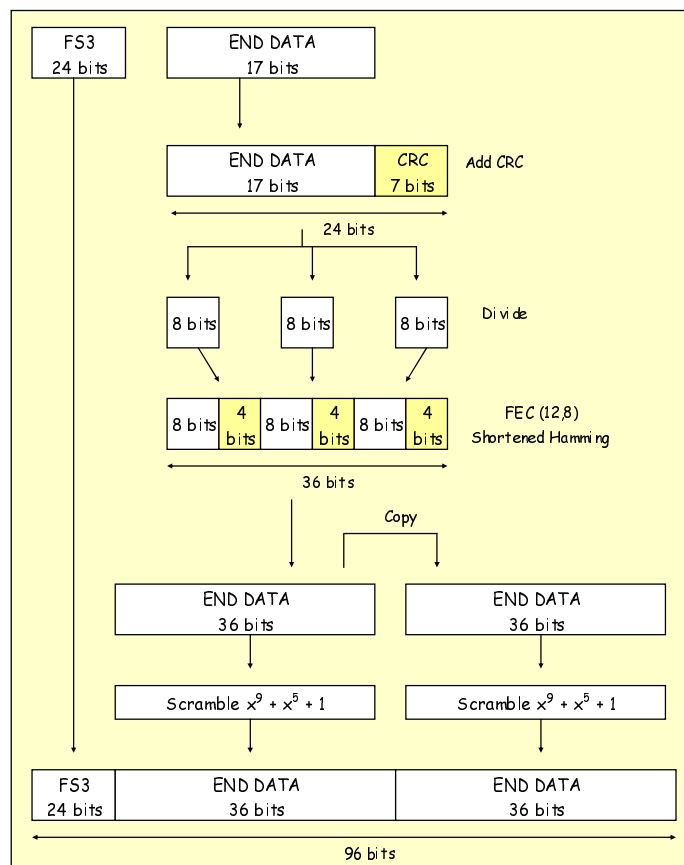 FS3
24 bits
END DATA
17 bits
END DATA
17 bits
CRC
7 bits
Add CRC
24 bits
8 bits
8 bits
8 bits
Divide
8 bits
4
bits
8 bits
4
bits
8 bits
4
bits
FEC (12,8)
Shortened Hamming
36 bits
Copy
END DATA
36 bits
END DATA
36 bits
Scramble x⁹ + x⁵ + 1
Scramble x⁹ + x⁵ + 1
FS3
24 bits
END DATA
36 bits
END DATA
36 bits
96 bits